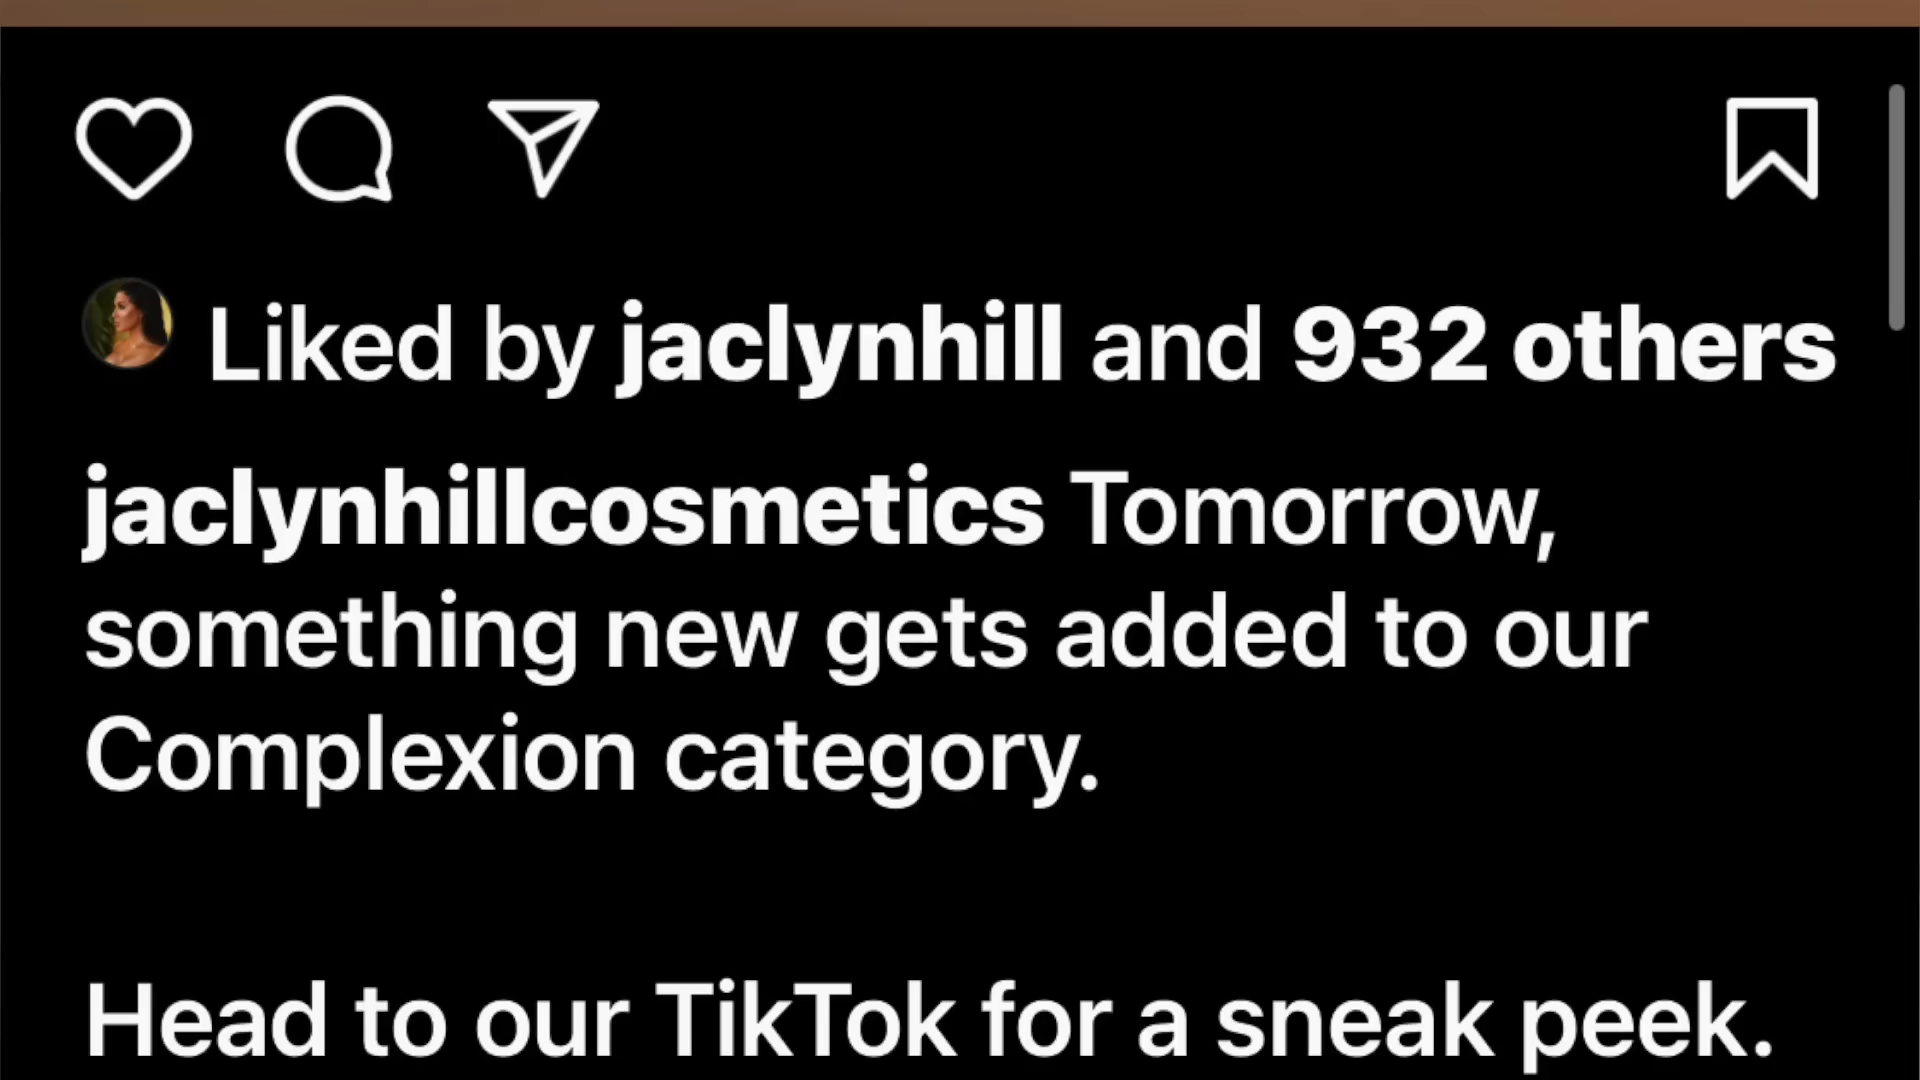 Liked by jaclynhill and 932 others
jaclynhillcosmetics Tomorrow,
something new gets added to our
Complexion category.
Head to our TikTok for a sneak peek.